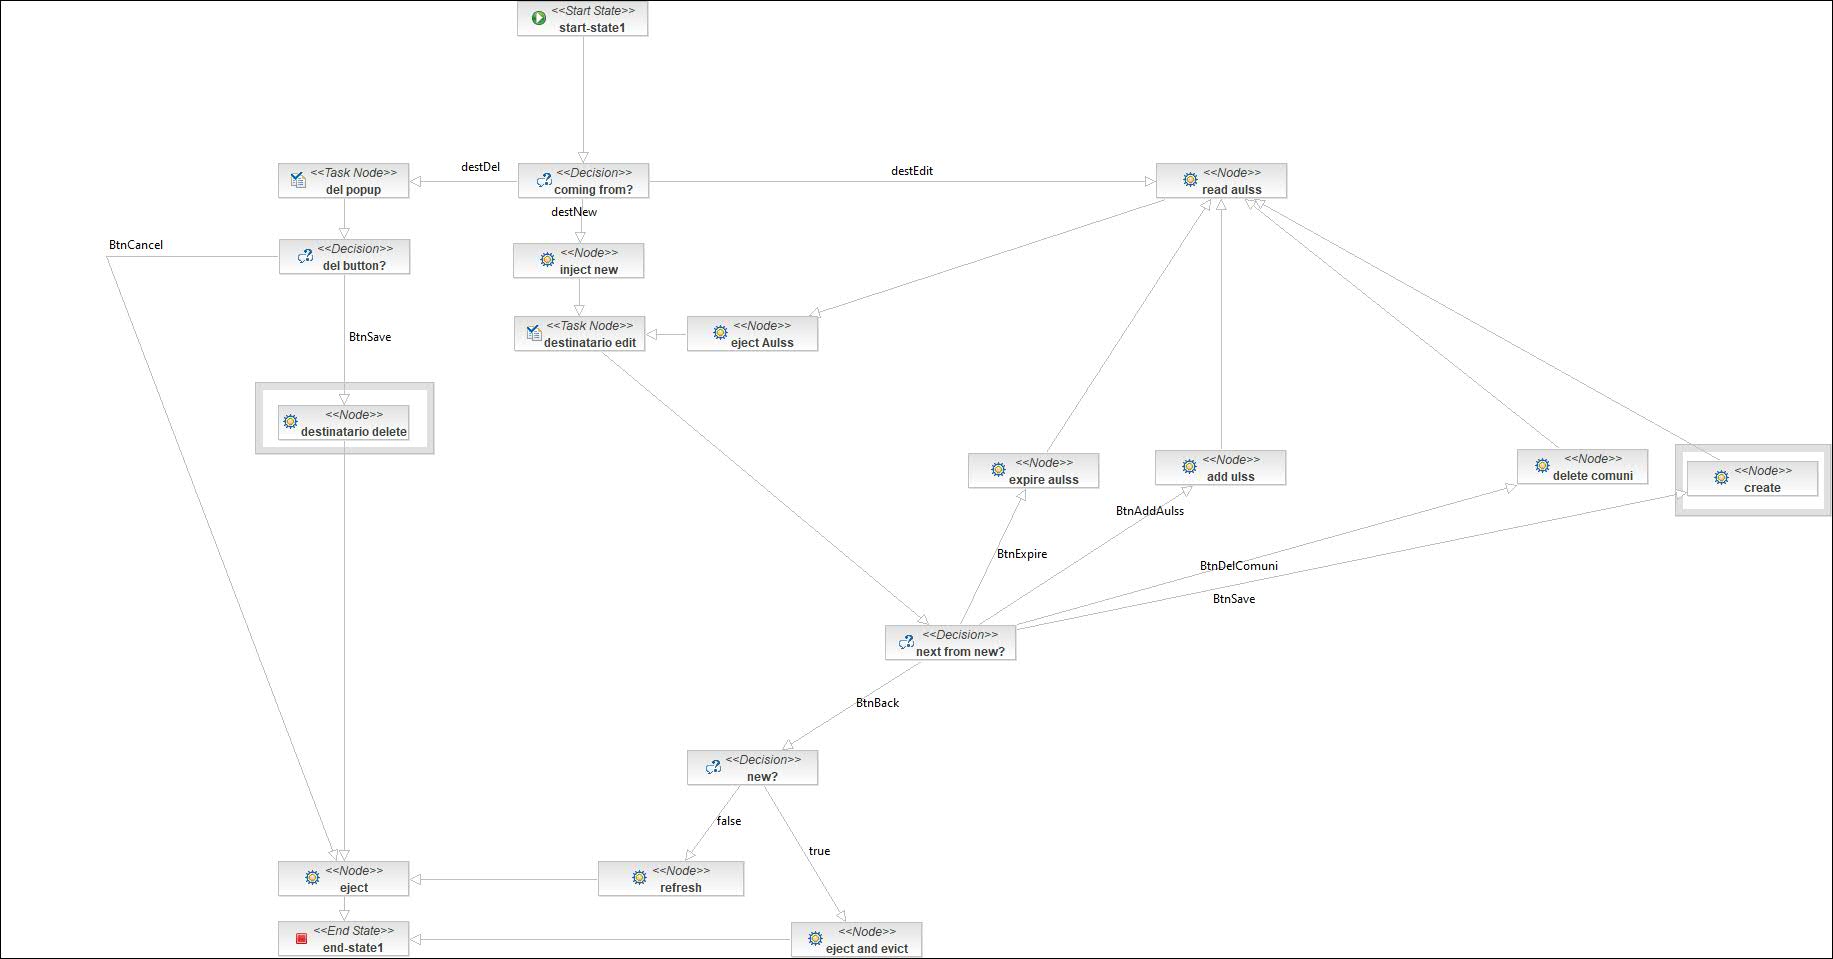 <<Start State>>
start-state1
destDel
destEdit
<<Task Node>>
del popup
<<Decision>>
coming from?
<<Node>>
read aulss
destNew
BtnCancel
<<Decision>>
del button?
<<Node>>
inject new
<<Task Node>>
destinatario edit
<<Node>>
eject Aulss
BtnSave
<<Node>>
destinatario delete
<<Node>>
expire aulss
<<Node>>
add ulss
<<Node>>
delete comuni
<<Node>>
create
BtnAddAulss
BtnExpire
BtnDelComuni
BtnSave
<<Decision>>
next from new?
BtnBack
<<Decision>>
new?
false
true
<<Node>>
eject
<<Node>>
refresh
<<End State>>
end-state1
<<Node>>
eject and evict